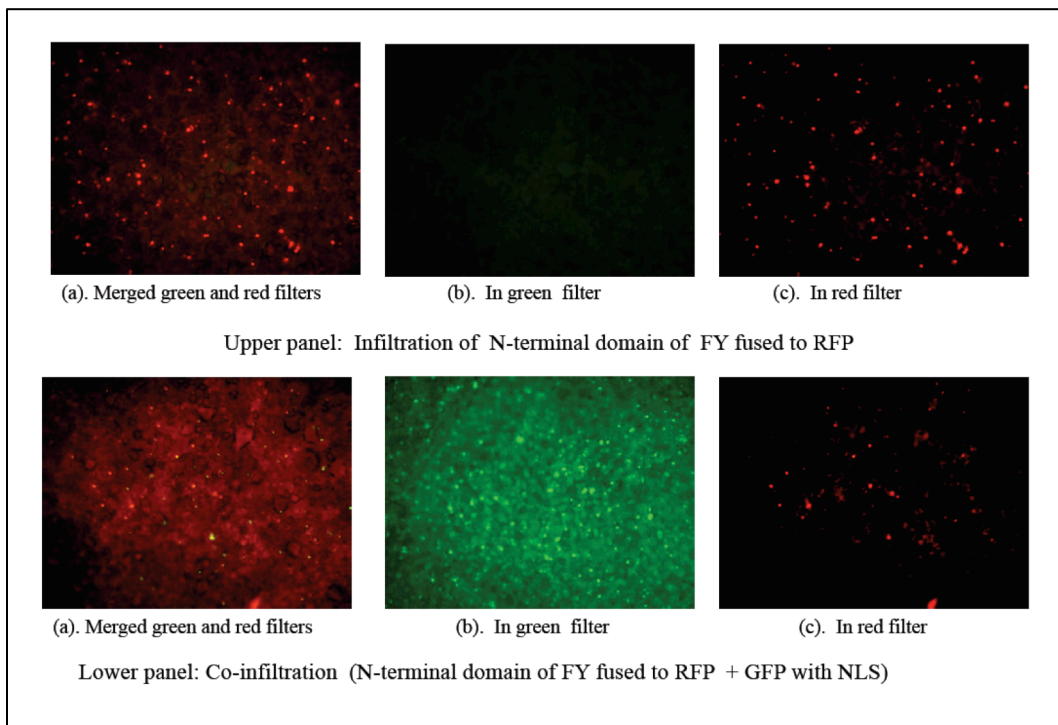 (a). Merged green and red filters
(b). In green filter
(c). In red filter
Upper panel: Infiltration of N-terminal domain of FY fused to RFP
(a). Merged green and red filters
(b). In green filter
(c). In red filter
Lower panel: Co-infiltration (N-terminal domain of FY fused to RFP + GFP with NLS)